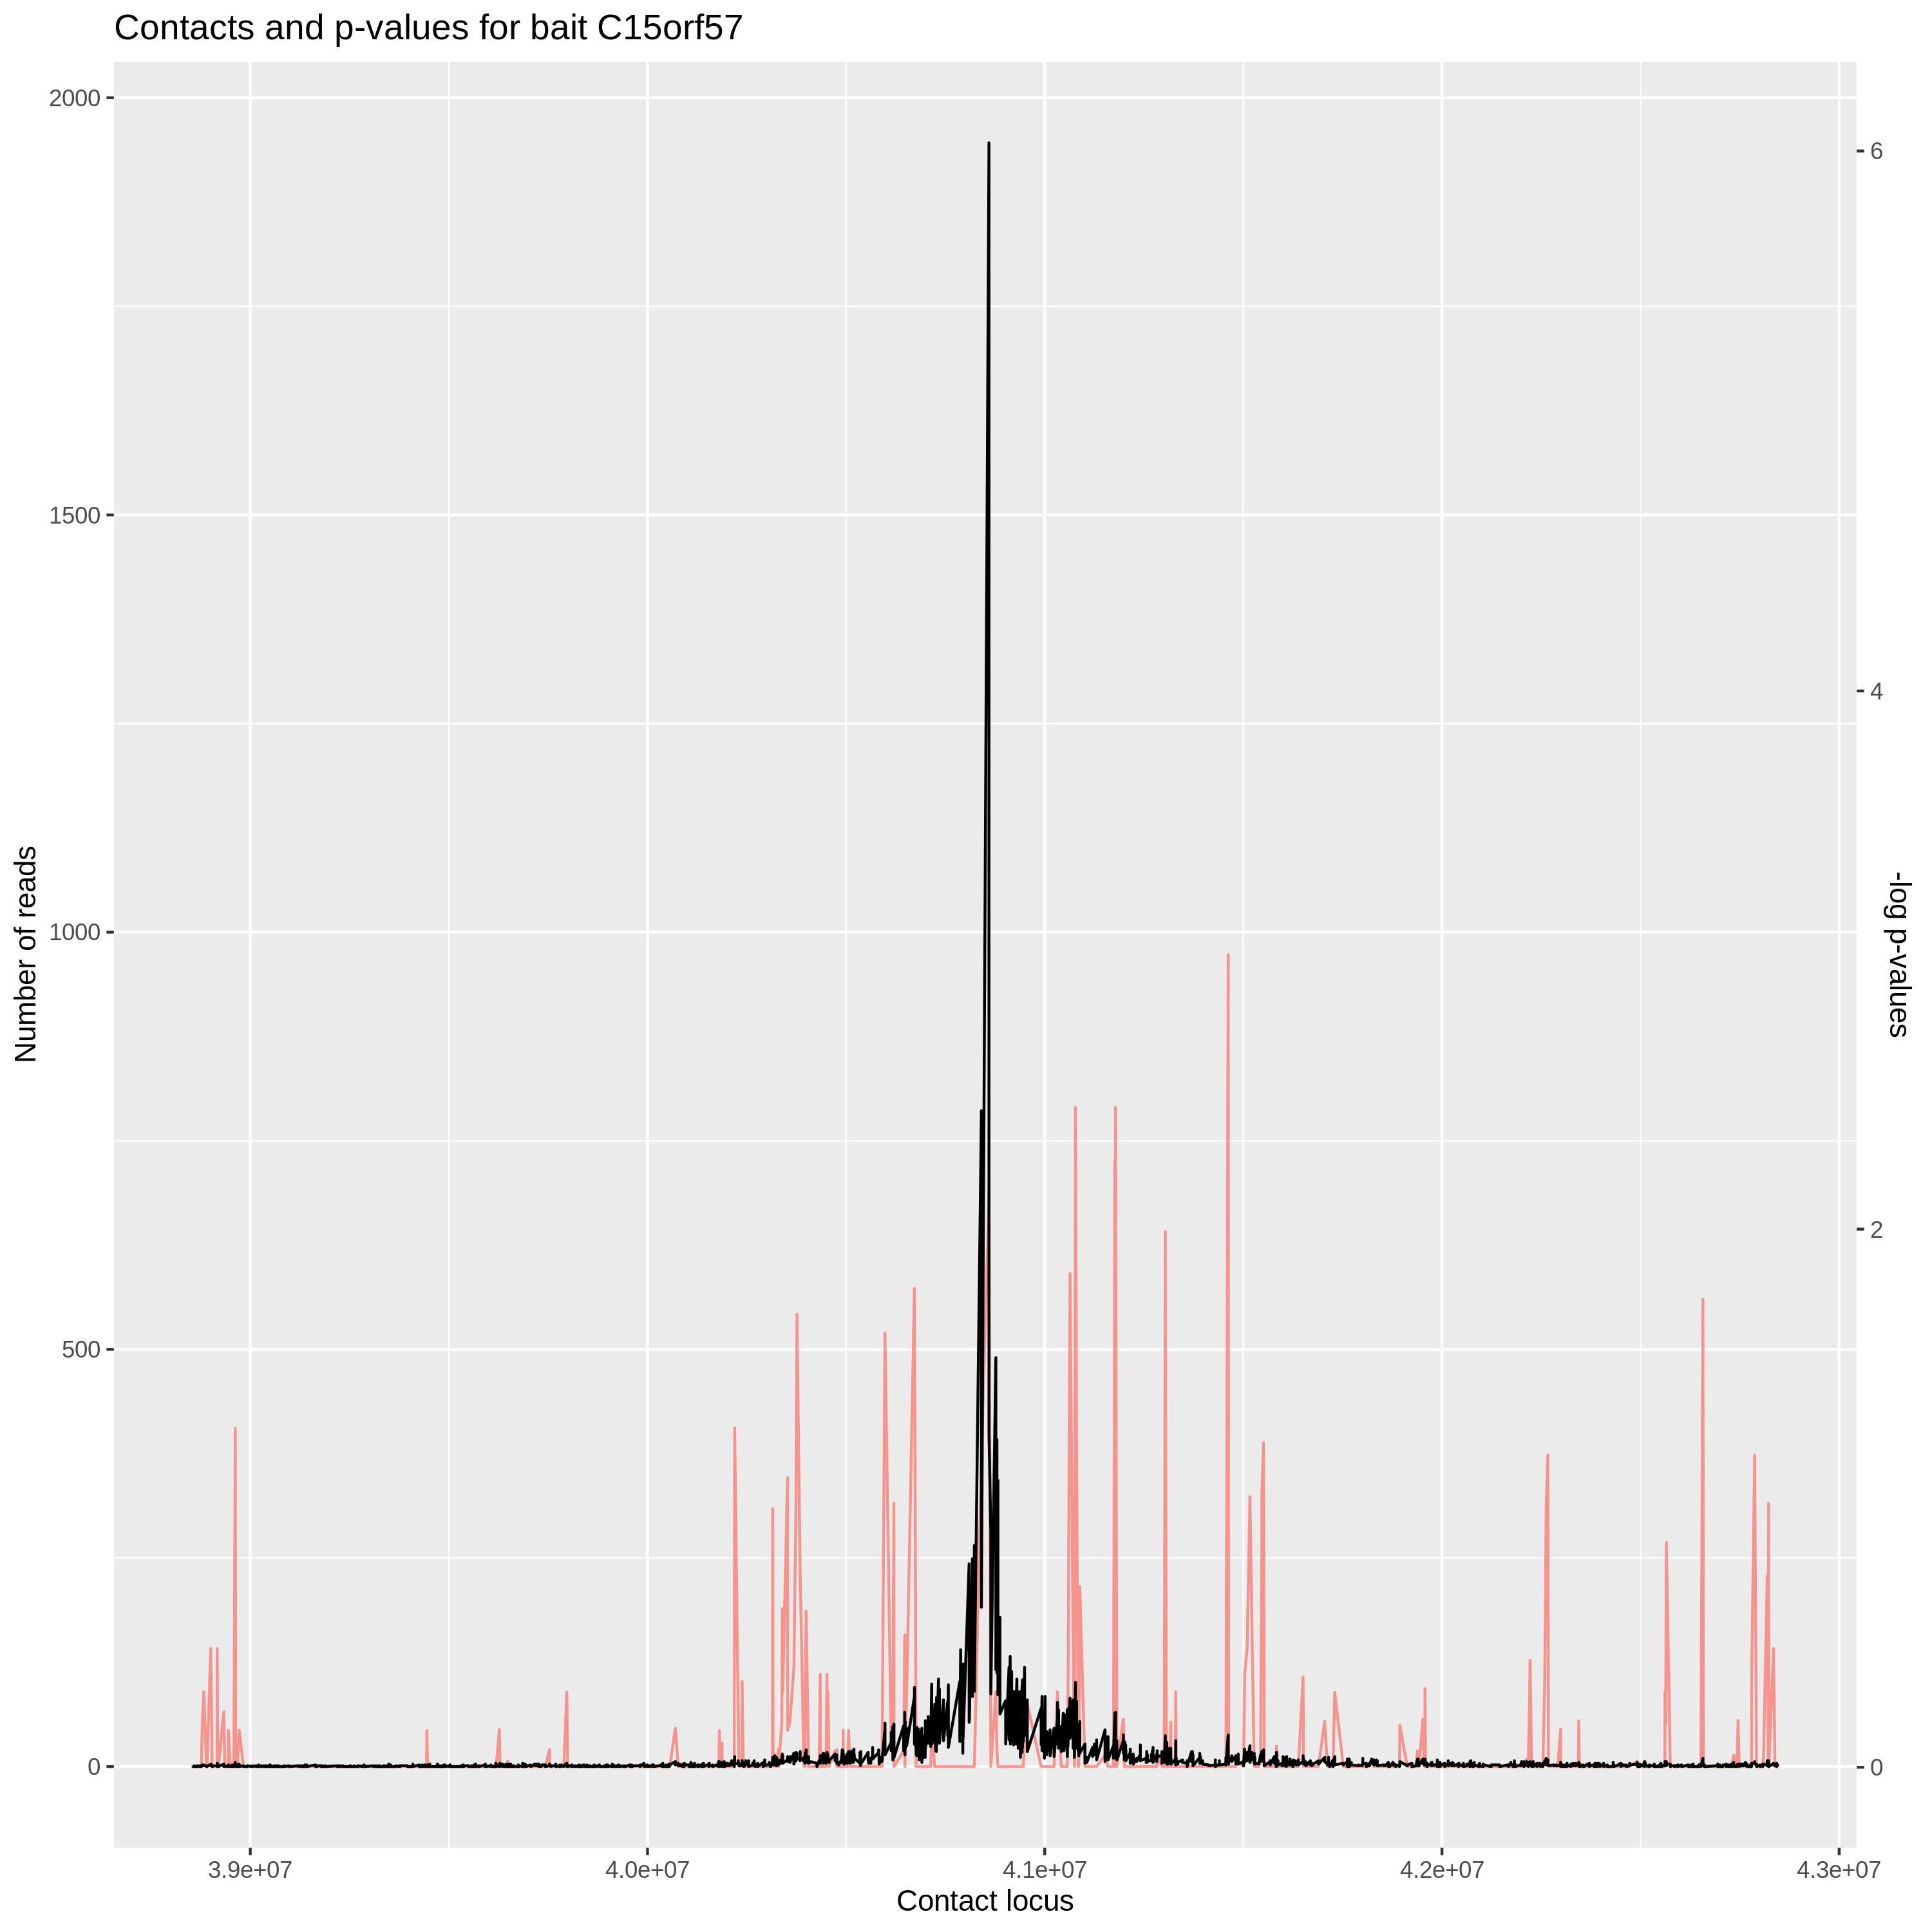 Contacts and p-values for bait C15orf57
2000
1500
1000
500
0
Number of reads
6
4
2
0
-log p-values
3.9e+07 4.0e+07 4.1e+07 4.2e+07 4.3e+07
Contact locus